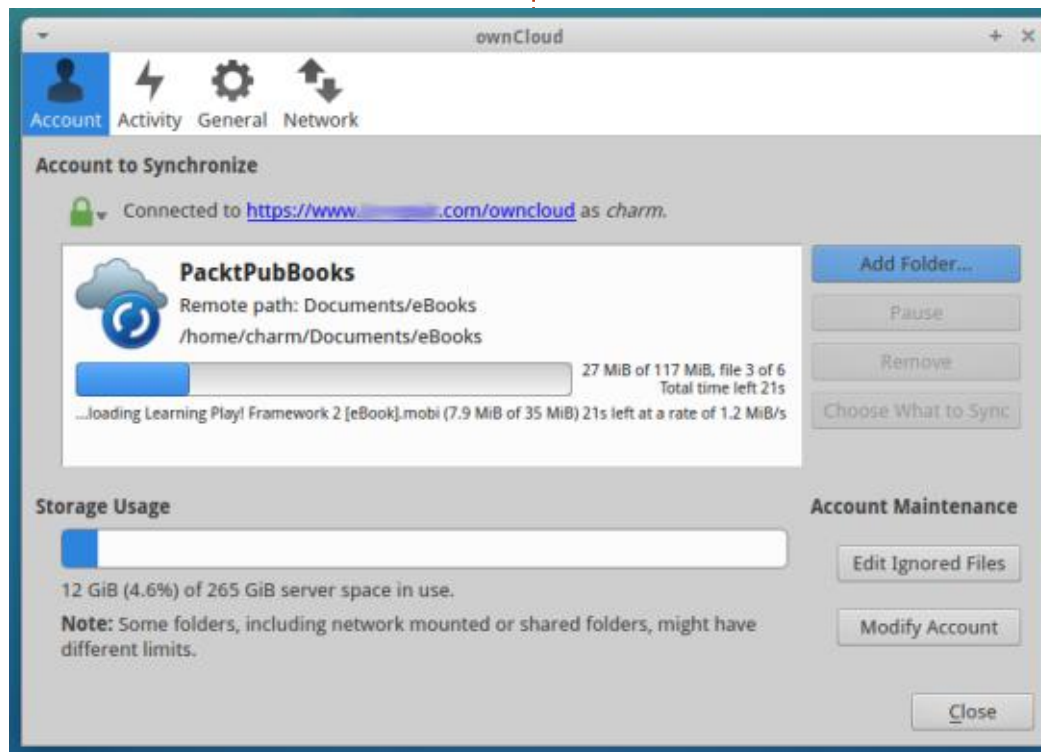 ownCloud
Account Activity General Network
Account to Synchronize
Connected to https://www. .com/owncloud as charm.
PacktPubBooks
Remote path: Documents/eBooks
/home/charm/Documents/eBooks
27 MiB of 117 MiB, file 3 of 6
Total time left 21s
...loading Learning Play! Framework 2 [eBook].mobi (7.9 MiB of 35 MiB) 21s left at a rate of 1.2 MiB/s
Add Folder...
Pause
Remove
Choose What to Sync
Storage Usage
12 GiB (4.6%) of 265 GiB server space in use.
Note: Some folders, including network mounted or shared folders, might have
different limits.
Account Maintenance
Edit Ignored Files
Modify Account
Close